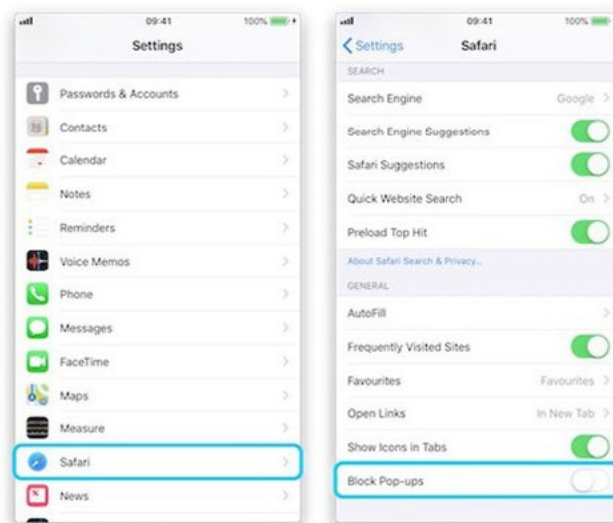 09:41
100%
Settings
Passwords & Accounts
Contacts
Calendar
Notes
Reminders
Voice Memos
Phone
Messages
FaceTime
Maps
Measure
Safari
News
09:41
100%
Settings
Safari
SEARCH
Search Engine Google
Search Engine Suggestions
Safari Suggestions
Quick Website Search On
Preload Top Hit
About Safari Search & Privacy...
GENERAL
AutoFill
Frequently Visited Sites
Favourites Favourites
Open Links In New Tab
Show Icons in Tabs
Block Pop-ups